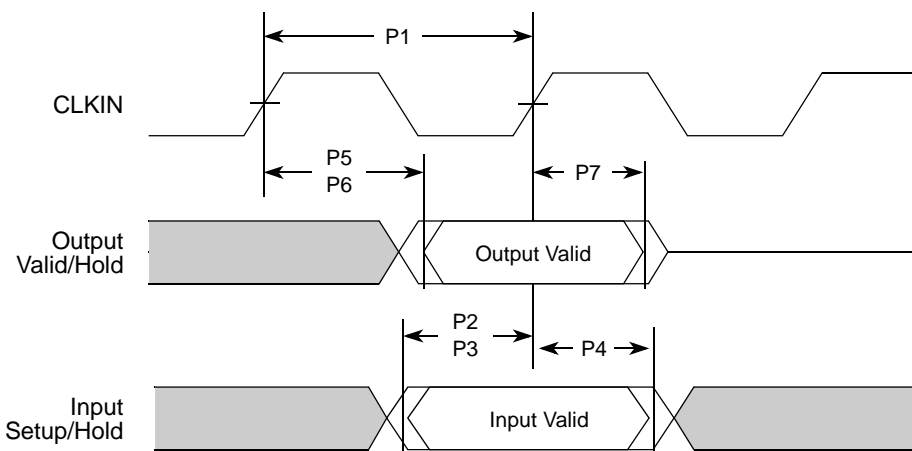 P1
CLKIN
P5
P6
P7
Output
Valid/Hold
Output Valid
P2
P3
P4
Input
Setup/Hold
Input Valid